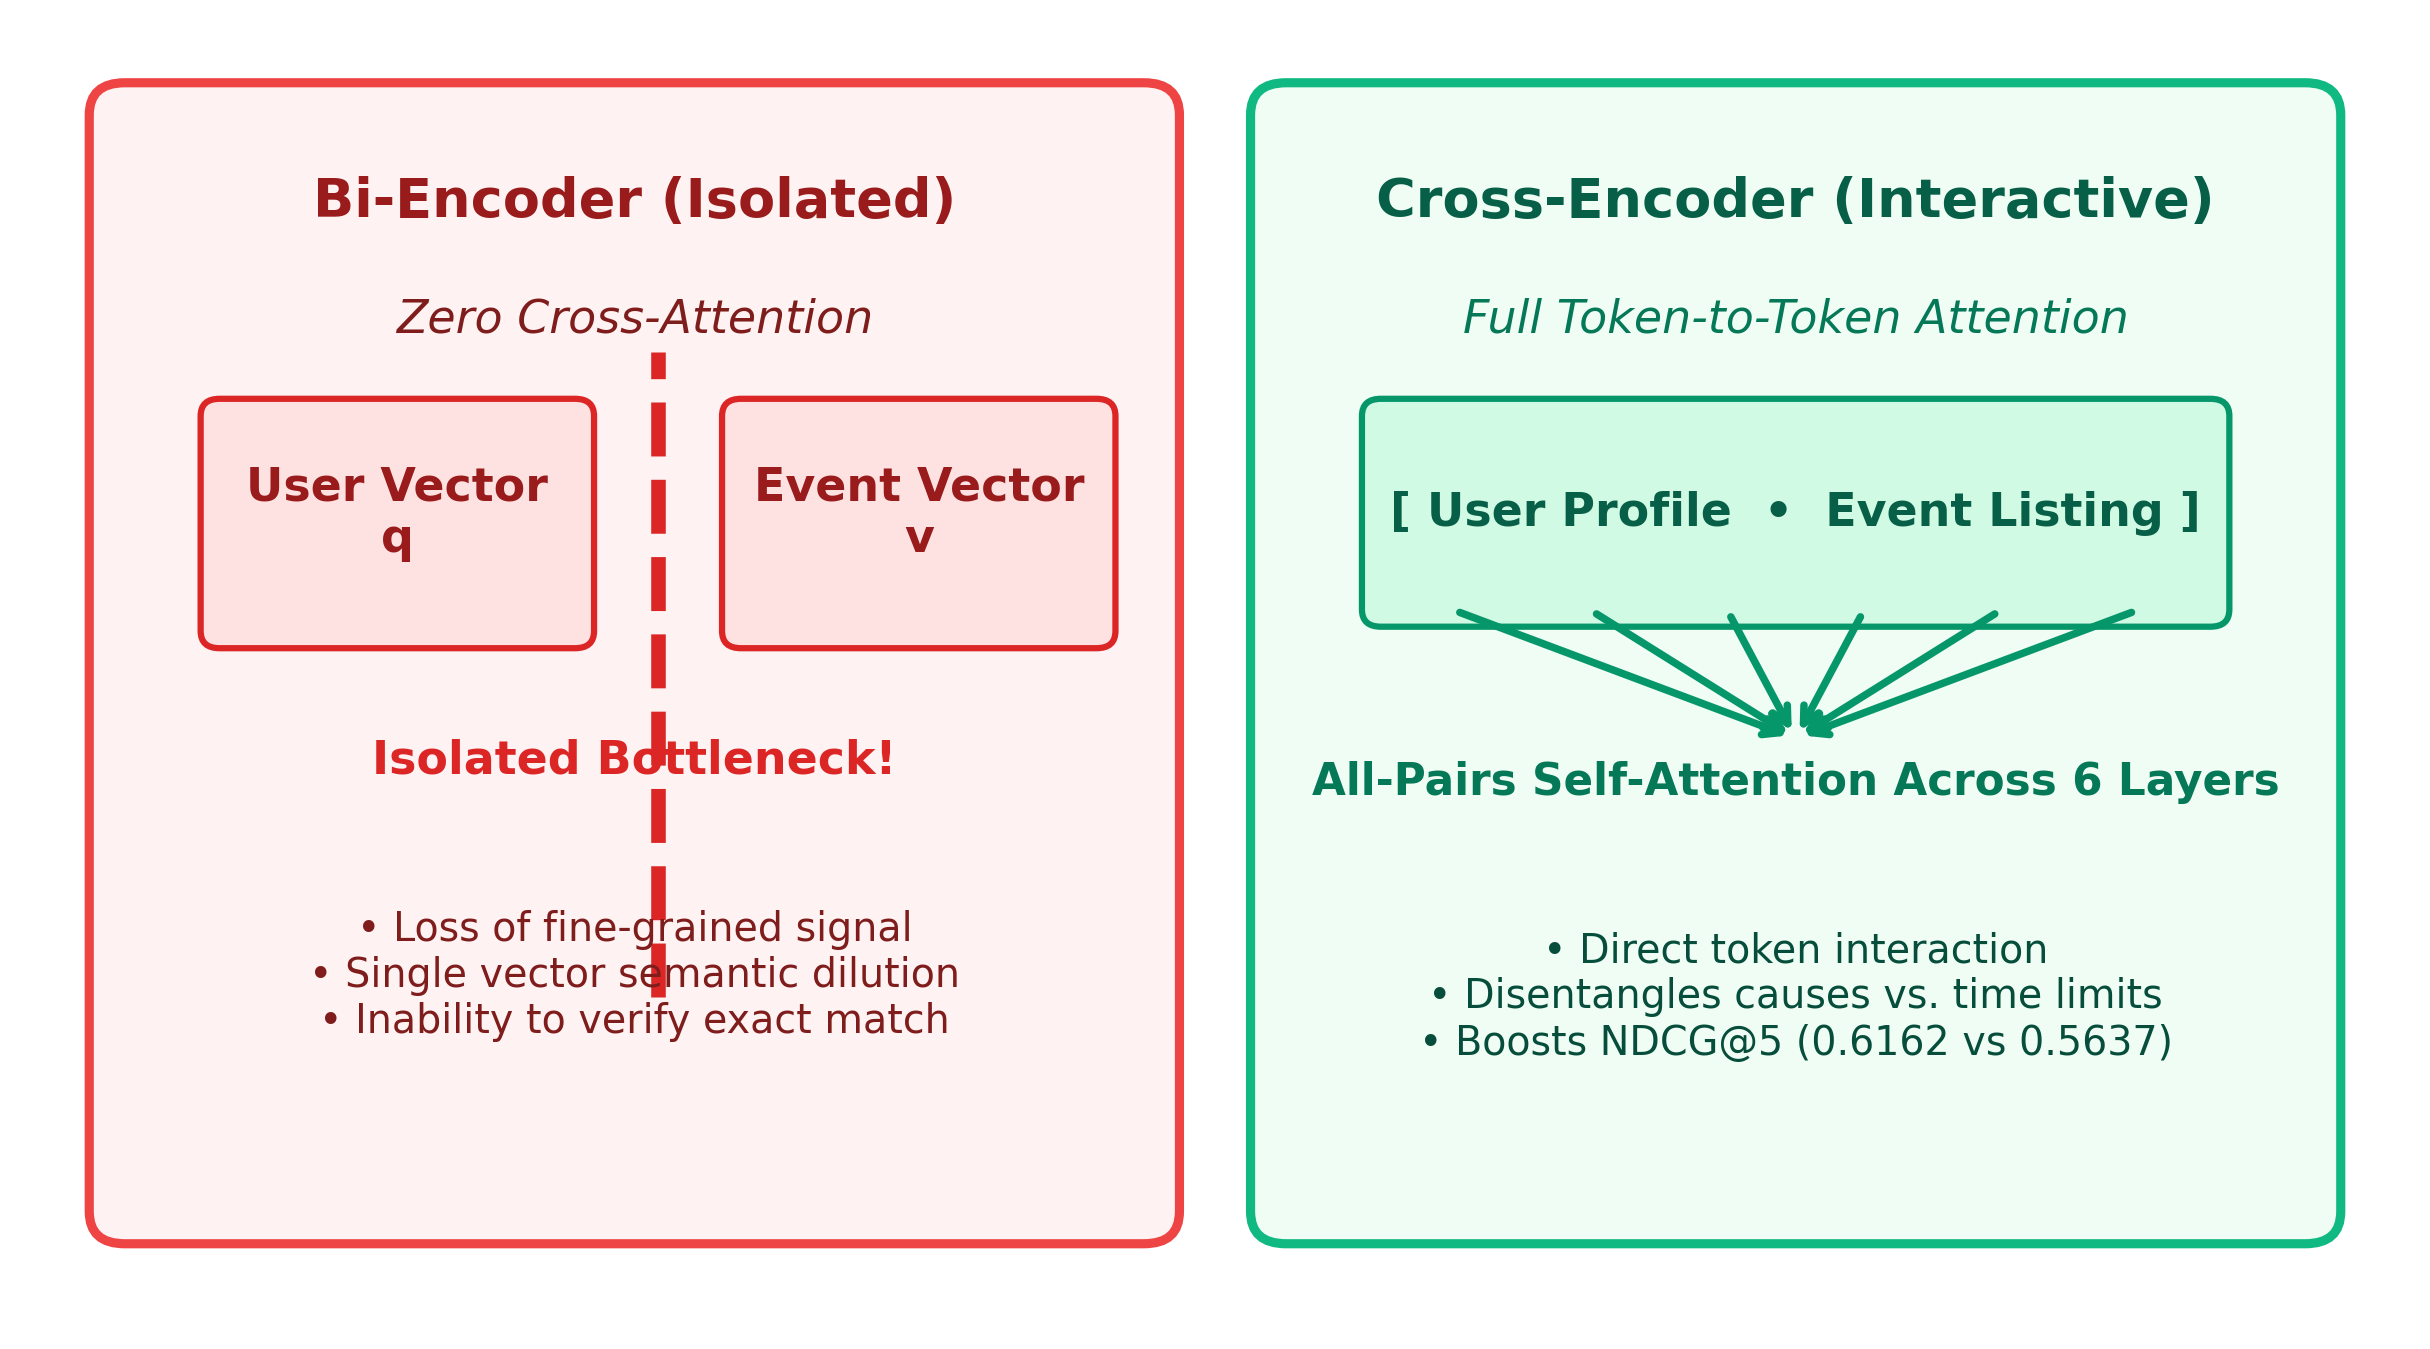 Bi-Encoder (Isolated)
Zero Cross-Attention
User Vector
q
Event Vector
v
Isolated Bottleneck!
• Loss of fine-grained signal
• Single vector semantic dilution
• Inability to verify exact match
Cross-Encoder (Interactive)
Full Token-to-Token Attention
[ User Profile • Event Listing ]
All-Pairs Self-Attention Across 6 Layers
• Direct token interaction
• Disentangles causes vs. time limits
• Boosts NDCG@5 (0.6162 vs 0.5637)